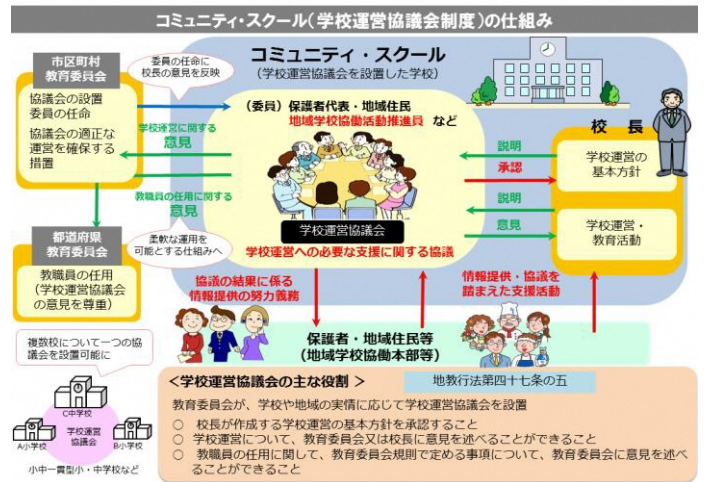 コミュニティ・スクール（学校運営協議会制度）の仕組み
市区町村
教育委員会
協議会の設置
委員の任命
協議会の適正な
運営を確保する
措置
委員の任命に
校長の意見を反映
コミュニティ・スクール
（学校運営協議会を設置した学校）
（委員）保護者代表・地域住民
地域学校協働活動推進員 など
学校運営に関する
意見
教職員の任用に関する
意見
柔軟な運用を
可能とする仕組みへ
学校運営協議会
学校運営への必要な支援に関する協議
校 長
説明
承認
学校運営の
基本方針
説明
意見
学校運営・
教育活動
都道府県
教育委員会
教職員の任用
（学校運営協議会
の意見を尊重）
協議の結果に係る
情報提供の努力義務
情報提供・協議を
踏まえた支援活動
保護者・地域住民等
（地域学校協働本部等）
複数校について一つの協
議会を設置可能に
C中学校
学校運営
協議会
A小学校
B小学校
小中一貫型小・中学校など
＜学校運営協議会の主な役割 ＞
地教行法第四十七条の五
教育委員会が、学校や地域の実情に応じて学校運営協議会を設置
○ 校長が作成する学校運営の基本方針を承認すること
○ 学校運営について、教育委員会又は校長に意見を述べることができること
○ 教職員の任用に関して、教育委員会規則で定める事項について、教育委員会に意見を述べ
ることができること